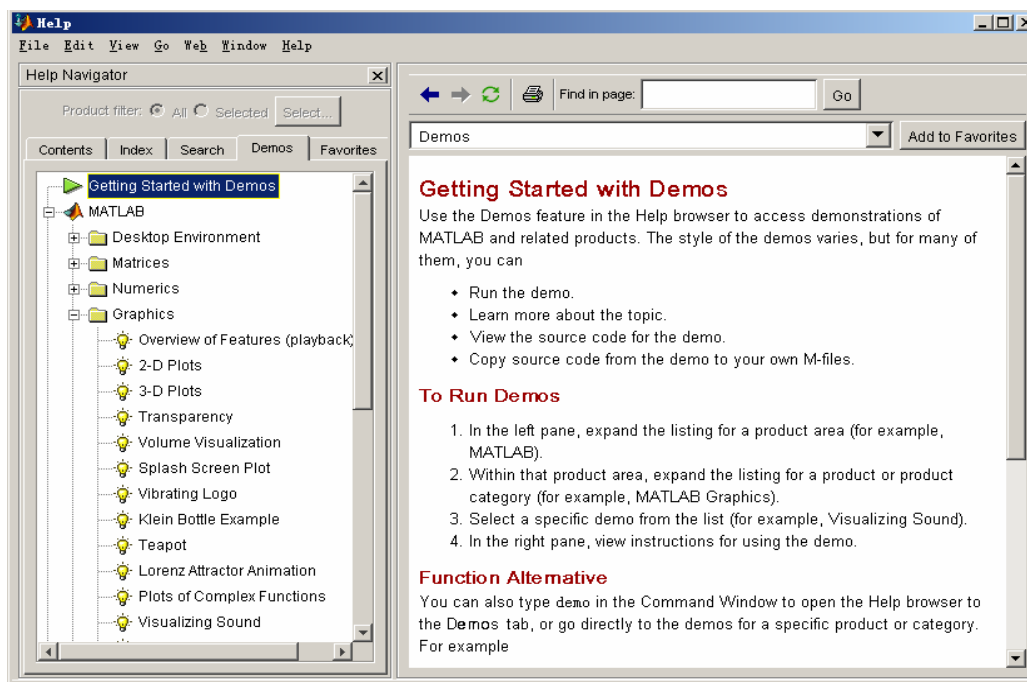 Help
File Edit View Go Web Window Help
Help Navigator
Product filter: All Selected Select...
Contents Index Search Demos Favorites
Getting Started with Demos
MATLAB
Desktop Environment
Matrices
Numerics
Graphics
Overview of Features (playback)
2-D Plots
3-D Plots
Transparency
Volume Visualization
Splash Screen Plot
Vibrating Logo
Klein Bottle Example
Teapot
Lorenz Attractor Animation
Plots of Complex Functions
Visualizing Sound
Find in page: Go
Demos Add to Favorites
Getting Started with Demos
Use the Demos feature in the Help browser to access demonstrations of
MATLAB and related products. The style of the demos varies, but for many of
them, you can
• Run the demo.
• Learn more about the topic.
• View the source code for the demo.
• Copy source code from the demo to your own M-files.
To Run Demos
1. In the left pane, expand the listing for a product area (for example,
MATLAB).
2. Within that product area, expand the listing for a product or product
category (for example, MATLAB Graphics).
3. Select a specific demo from the list (for example, Visualizing Sound).
4. In the right pane, view instructions for using the demo.
Function Alternative
You can also type demo in the Command Window to open the Help browser to
the Demos tab, or go directly to the demos for a specific product or category.
For example